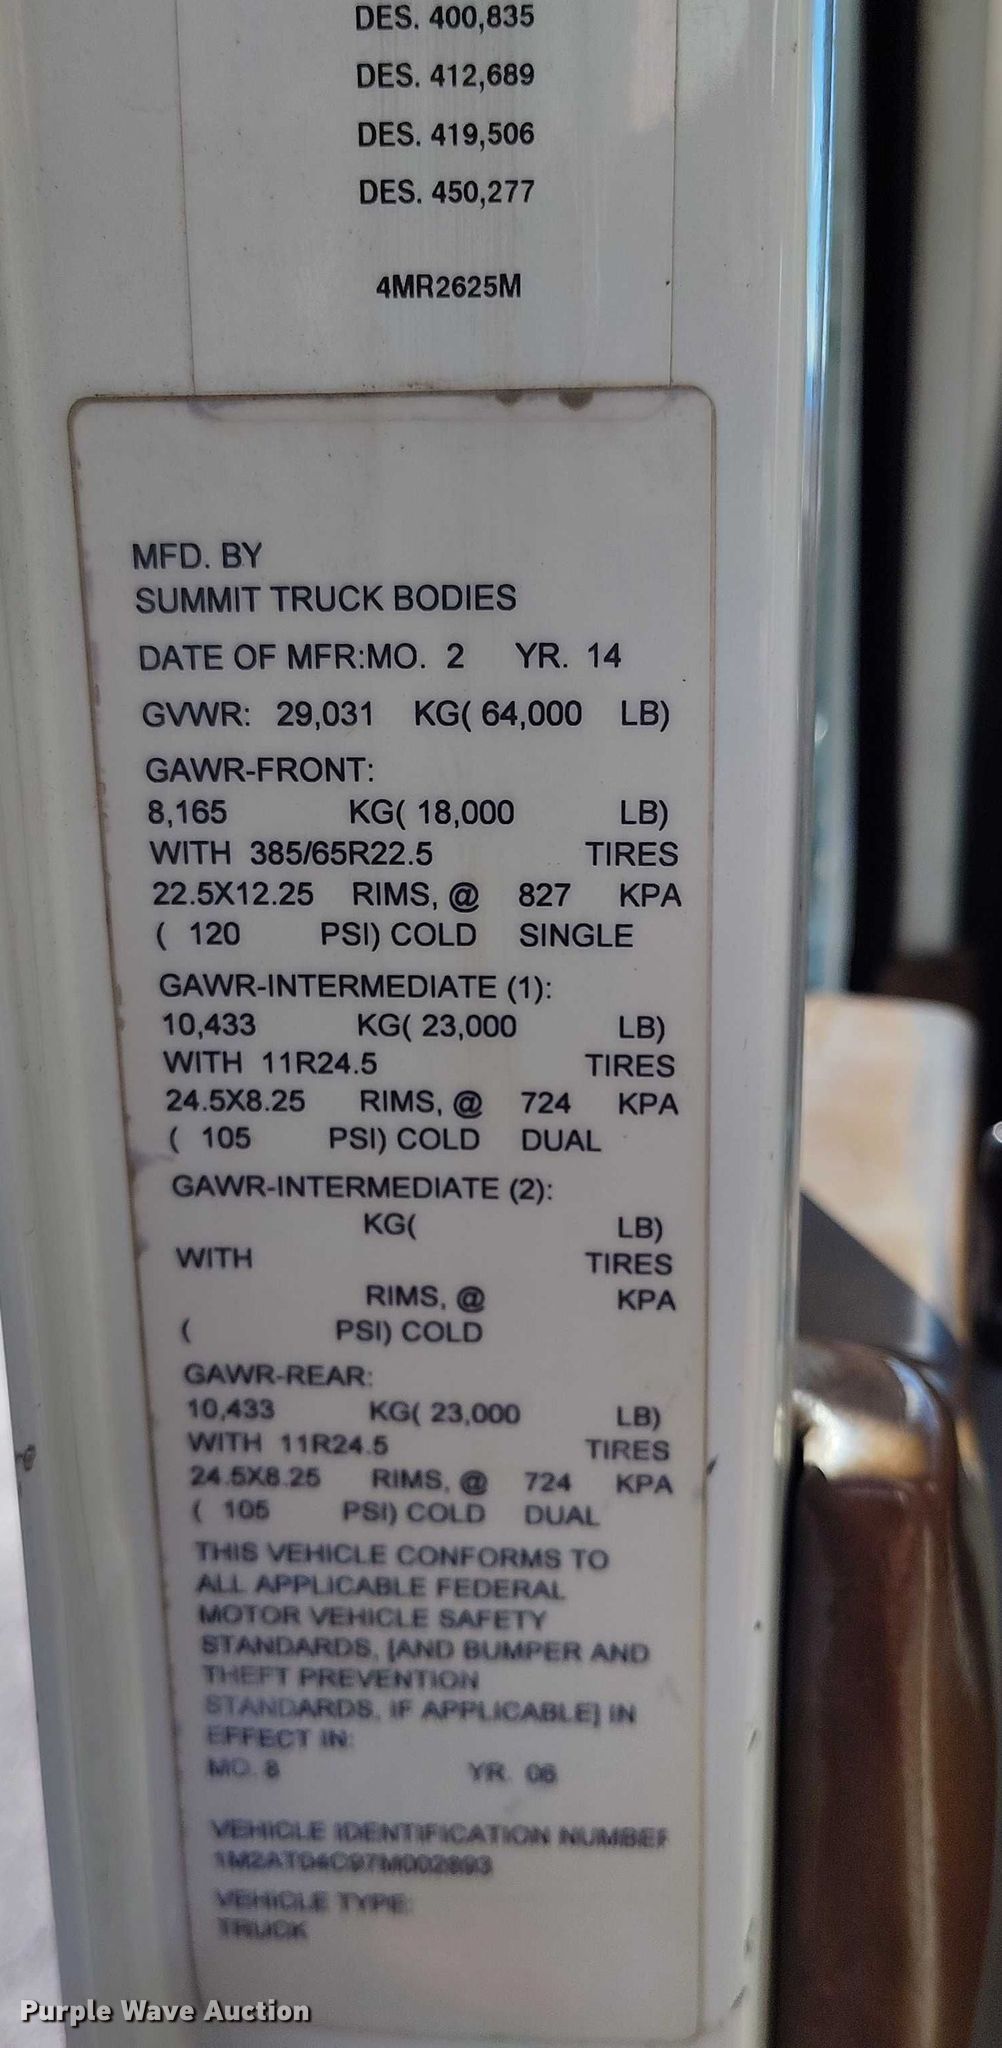 DES. 400,835
DES. 412,689
DES. 419,506
DES. 450,277
4MR2625M
MFD. BY
SUMMIT TRUCK BODIES
DATE OF MFR:MO. 2 YR. 14
GVWR: 29,031 KG( 64,000 LB)
GAWR-FRONT:
8,165 KG( 18,000 LB)
WITH 385/65R22.5 TIRES
22.5X12.25 RIMS, @ 827 KPA
( 120 PSI) COLD SINGLE
GAWR-INTERMEDIATE (1):
10,433 KG( 23,000 LB)
WITH 11R24.5 TIRES
24.5X8.25 RIMS, @ 724 KPA
( 105 PSI) COLD DUAL
GAWR-INTERMEDIATE (2):
KG( LB)
WITH TIRES
RIMS, @ KPA
( PSI) COLD
GAWR-REAR:
10,433 KG( 23,000 LB)
WITH 11R24.5 TIRES
24.5X8.25 RIMS, @ 724 KPA
( 105 PSI) COLD DUAL
THIS VEHICLE CONFORMS TO
ALL APPLICABLE FEDERAL
MOTOR VEHICLE SAFETY
STANDARDS, [AND BUMPER AND
THEFT PREVENTION
STANDARDS, IF APPLICABLE] IN
EFFECT IN:
MO. 8 YR. 06
VEHICLE IDENTIFICATION NUMBER
1M2AT04C97M002893
VEHICLE TYPE:
TRUCK
Purple Wave Auction